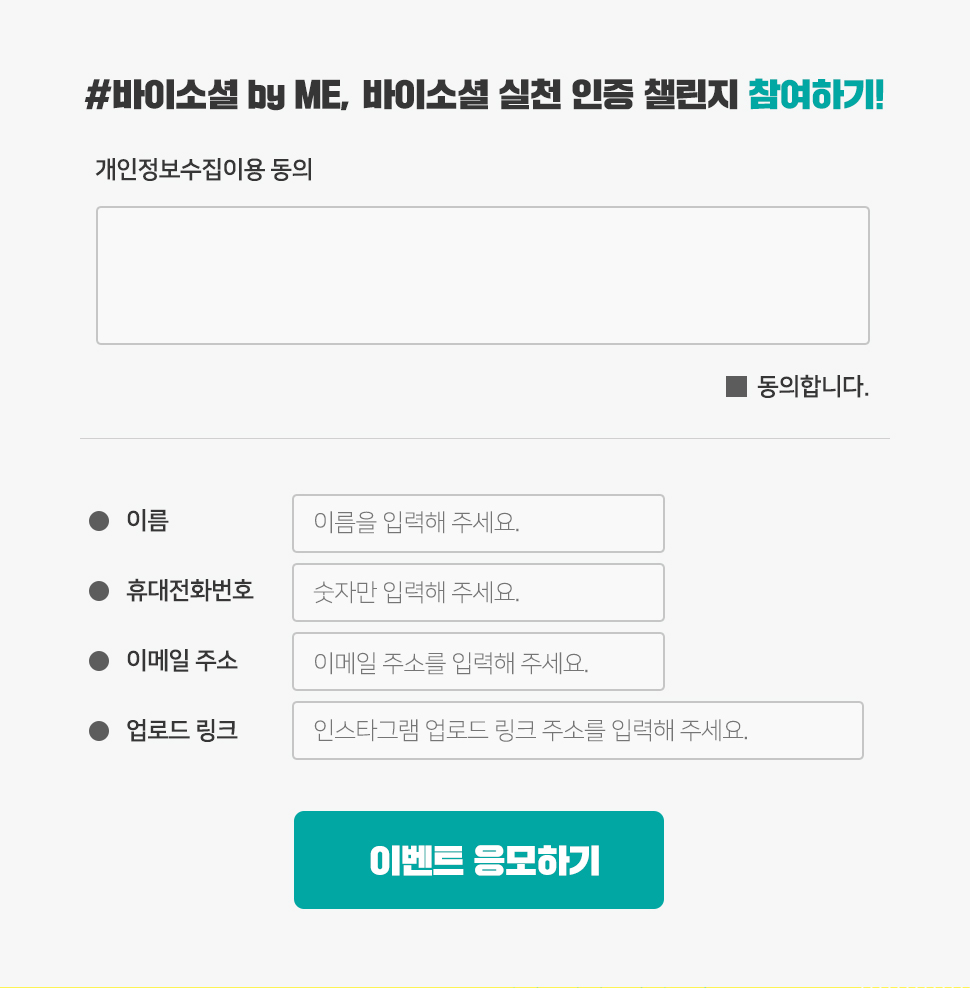 #바이소셜 by ME, 바이소셜 실천 인증 챌린지 참여하기!
개인정보수집이용 동의
동의합니다.
이름
이름을 입력해 주세요.
휴대전화번호
숫자만 입력해 주세요.
이메일 주소
이메일 주소를 입력해 주세요.
업로드 링크
인스타그램 업로드 링크 주소를 입력해 주세요.
이벤트 응모하기